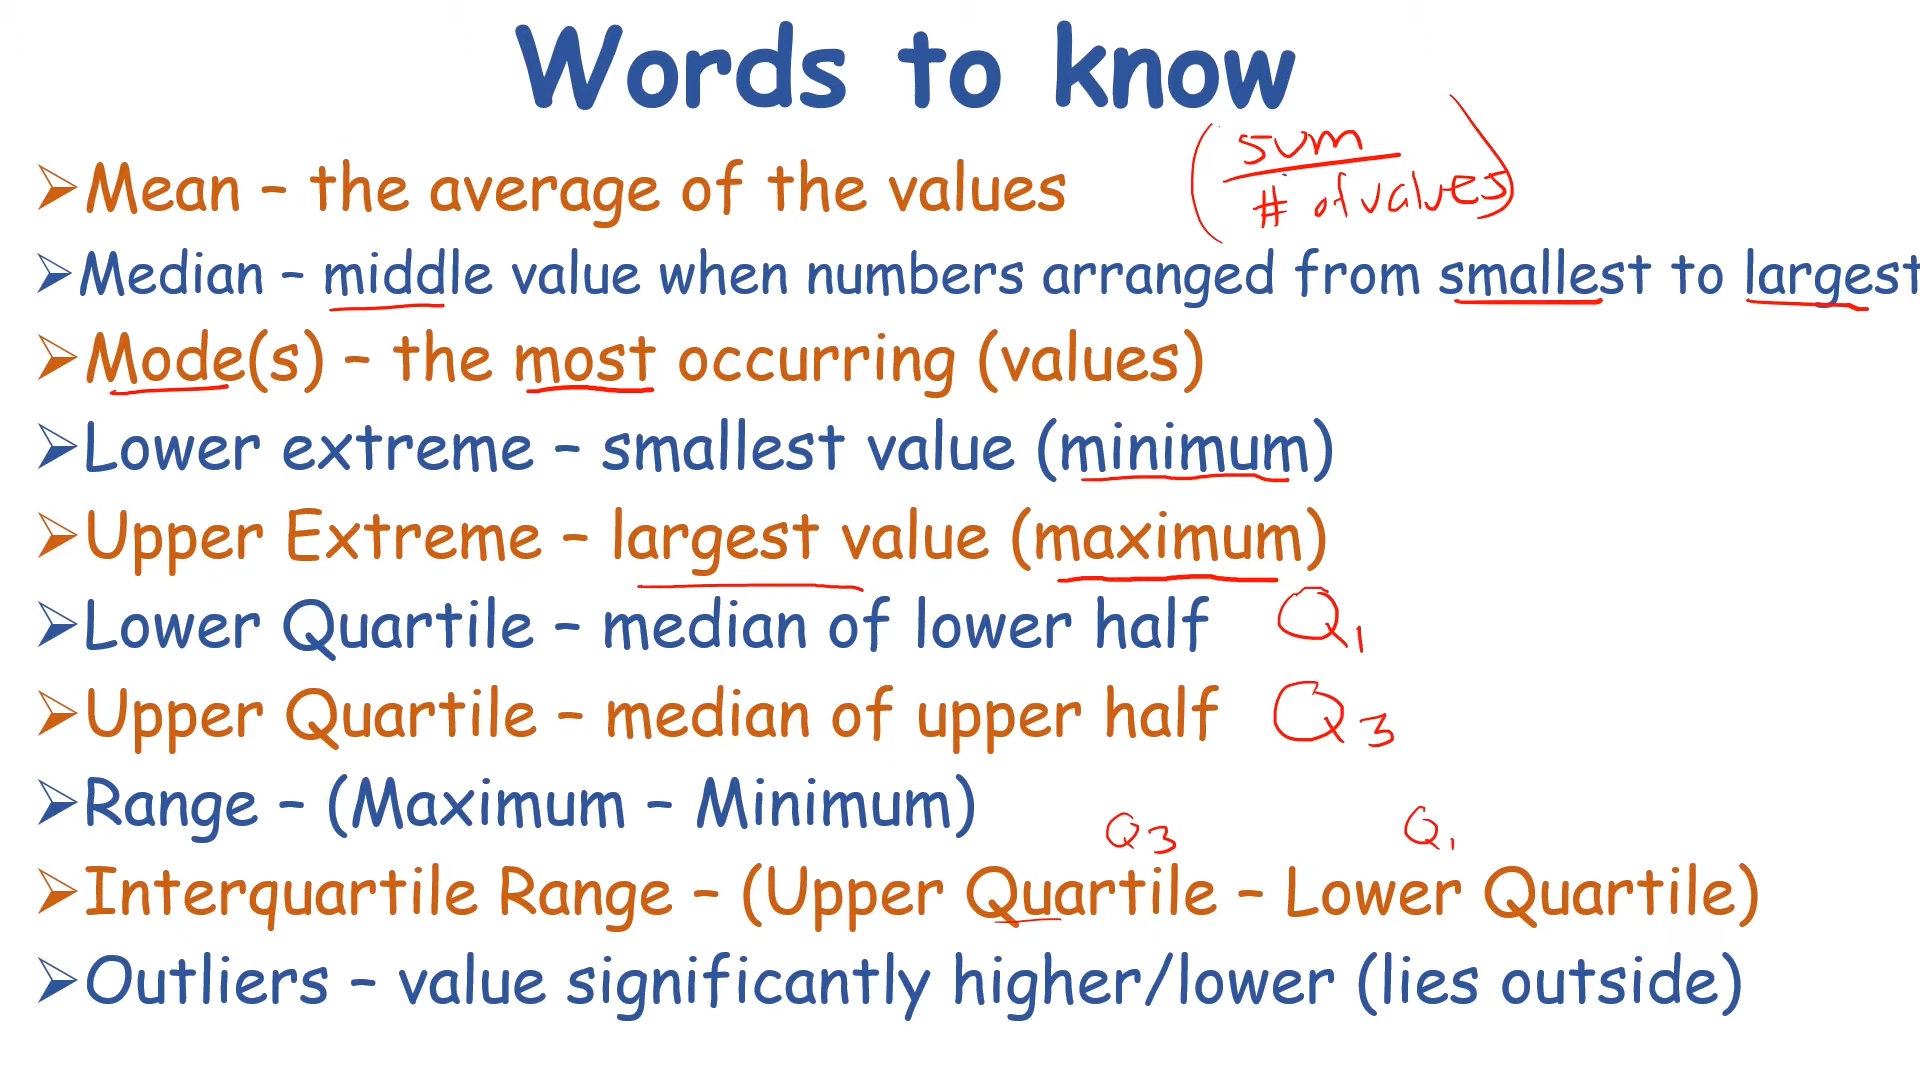 Words to know
(sum
➢Mean – the average of the values
# of values)
➢Median – middle value when numbers arranged from smallest to largest
➢Mode(s) – the most occurring (values)
➢Lower extreme – smallest value (minimum)
➢Upper Extreme – largest value (maximum)
➢Lower Quartile – median of lower half Q1
➢Upper Quartile – median of upper half Q3
➢Range – (Maximum – Minimum)
Q3 Q1
➢Interquartile Range – (Upper Quartile – Lower Quartile)
➢Outliers – value significantly higher/lower (lies outside)